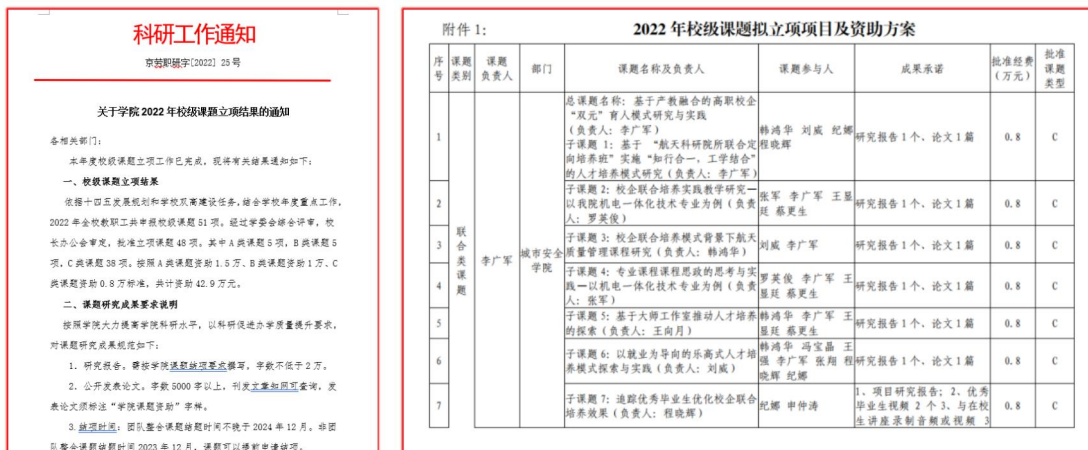 科研工作通知
京劳职研字[2022] 25号
关于学院2022年校级课题立项结果的通知
各相关部门：
本年度校级课题立项工作已完成，现将有关结果通知如下：
一、校级课题立项结果
依据十四五发展规划和学校双高建设任务，结合学校年度重点工作，
2022年全校教职工共申报校级课题51项。经过学委会综合评审，校
长办公会审定，批准立项课题48项。其中A类课题5项，B类课题5
项，C类课题38项。按照A类课题资助1.5万、B类课题资助1万、C
类课题资助0.8万标准，共计资助42.9万元。
二、课题研究成果要求说明
按照学院大力提高学院科研水平，以科研促进办学质量提升要求，
对课题研究成果规范如下：
1. 研究报告。需按学院课题结项要求撰写，字数不低于2万。
2. 公开发表论文。字数5000字以上，刊发文章知网可查询，发
表论文须标注“学院课题资助”字样。
3.结项时间：团队整合课题结题时间不晚于2024年12月。非团
队整合课题结题时间2023年12月，课题可以提前申请结项。
附件1：
2022年校级课题拟立项项目及资助方案
序号 课题类别 课题负责人 部门 课题名称及负责人 课题参与人 成果承诺 批准经费（万元） 批准课题类型
联合类课题 李广军 城市安全学院
1
总课题名称：基于产教融合的高职校企
“双元”育人模式研究与实践
（负责人：李广军）
子课题1：基于 “航天科研院所联合定
向培养班”实施“知行合一，工学结合”
的人才培养模式研究（负责人：李广军）
韩鸿华 刘威 纪娜
程晓辉
研究报告1个、论文1篇 0.8 C
2
子课题2：校企联合培养实践教学研究—
以我院机电一体化技术专业为例（负责
人：罗英俊）
张军 李广军 王显
廷 蔡更生
研究报告1个、论文1篇 0.8 C
3
子课题3：校企联合培养模式背景下航天
质量管理课程研究（负责人：韩鸿华）
刘威 李广军
研究报告1个、论文1篇 0.8 C
4
子课题4：专业课程课程思政的思考与实
践—以机电一体化技术专业为例（负责
人：张军）
罗英俊 李广军 王
显廷 蔡更生
研究报告1个、论文1篇 0.8 C
5
子课题5：基于大师工作室推动人才培养
的探索（负责人：王向月）
韩鸿华 李广军 王
显廷 蔡更生
研究报告1个、论文1篇 0.8 C
6
子课题6：以就业为导向的乐高式人才培
养模式探索与实践（负责人：刘威）
韩鸿华 冯宝晶 王
强 李广军 张翔 程
晓辉 纪娜
研究报告1个、论文1篇 0.8 C
7
子课题7：追踪优秀毕业生优化校企联合
培养效果（负责人：程晓辉）
纪娜 申仲涛
1、项目研究报告；2、优秀
毕业生视频 2 个3、与在校
生讲座录制音频或视频 3
0.8 C